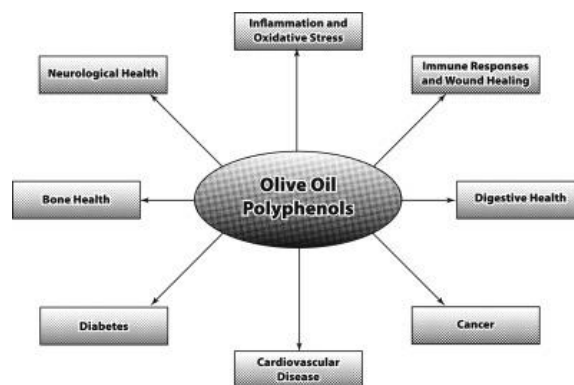 Inflammation and
Oxidative Stress
Neurological Health
Immune Responses
and Wound Healing
Olive Oil
Polyphenols
Bone Health
Digestive Health
Diabetes
Cancer
Cardiovascular
Disease